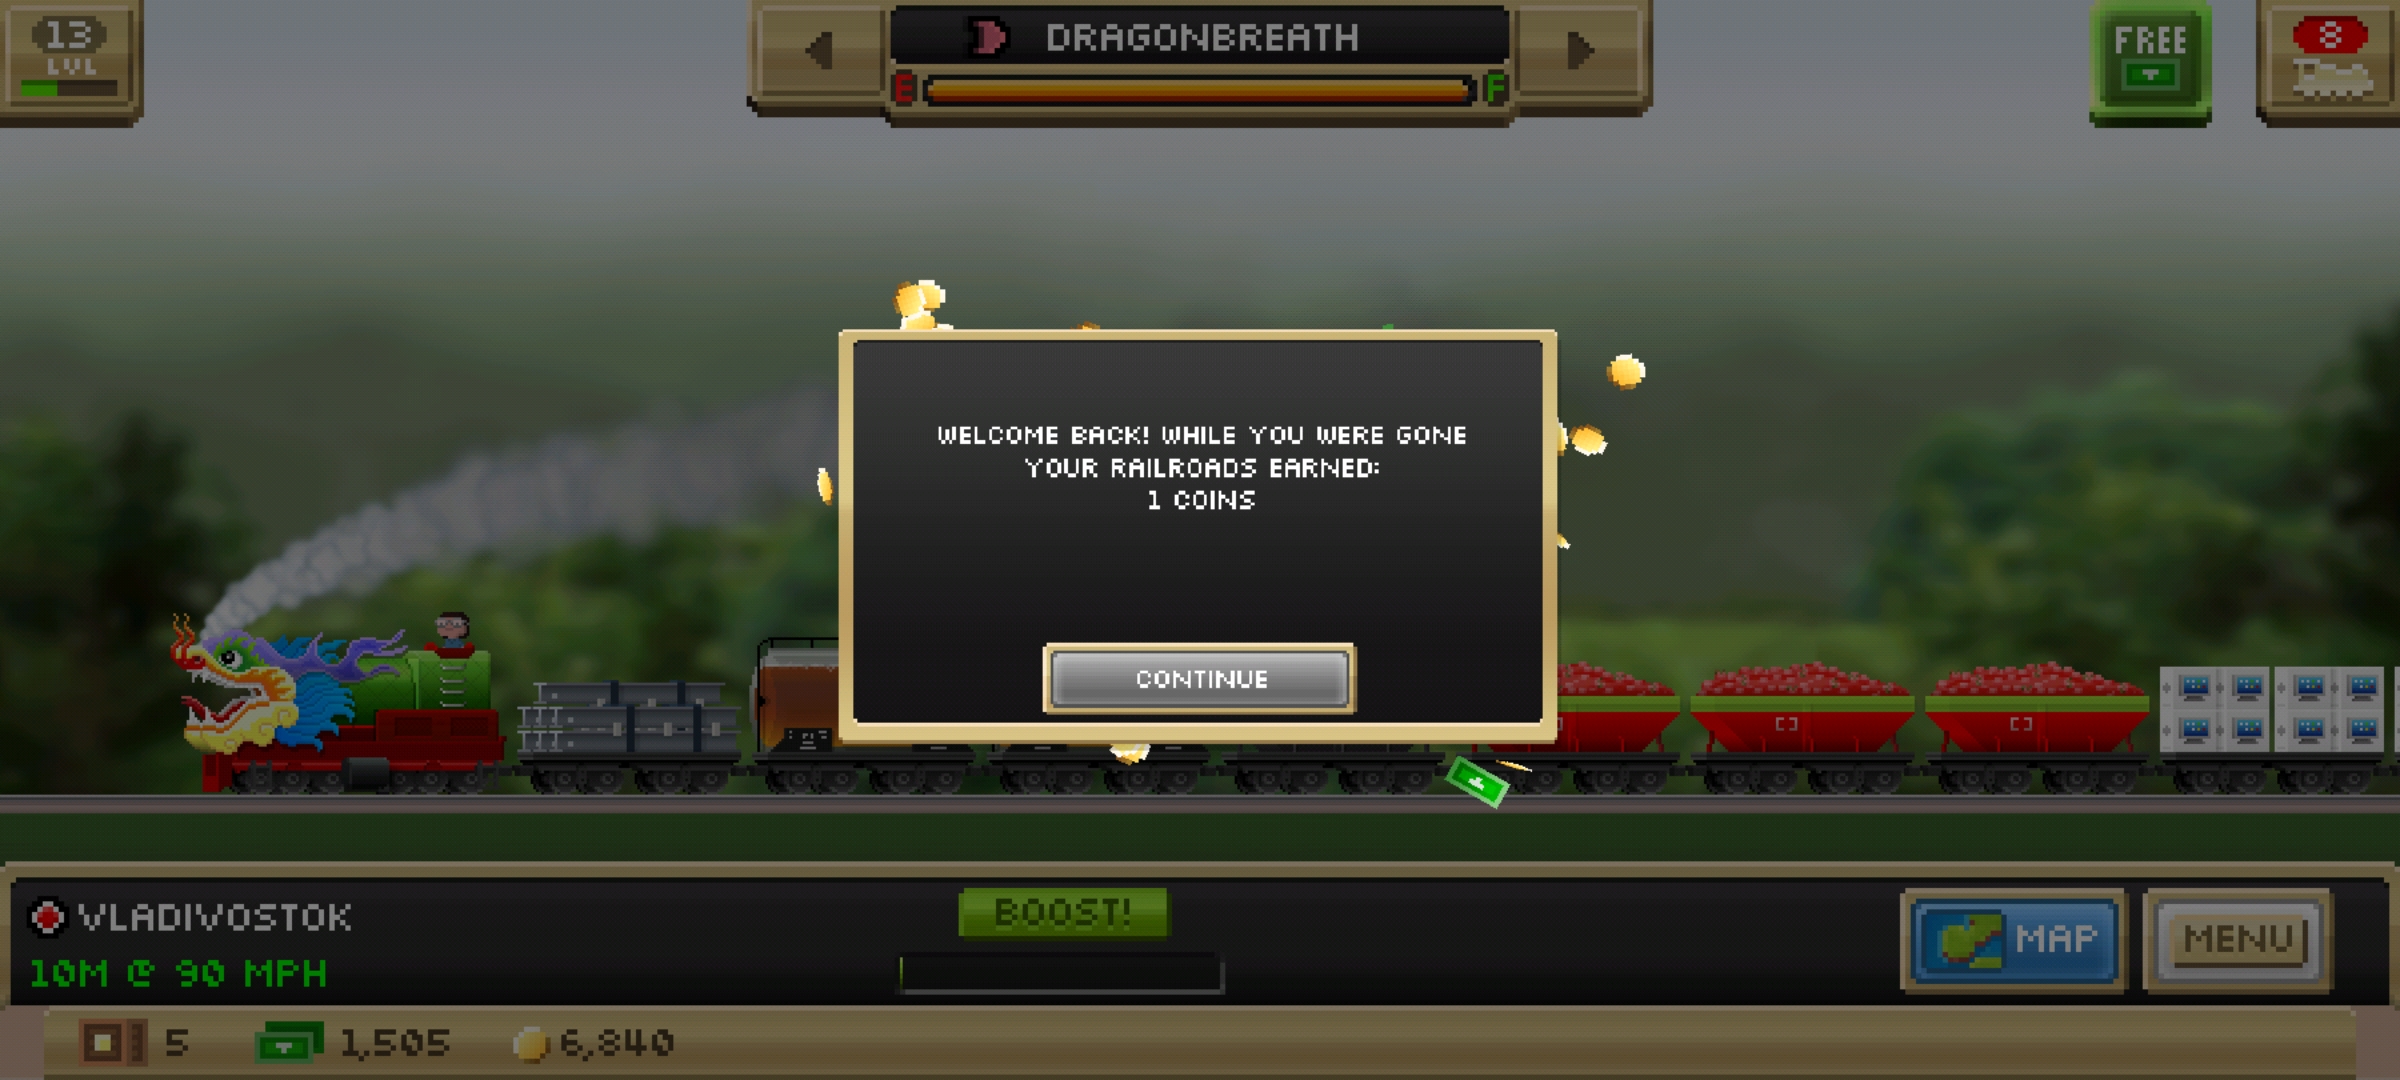 13
LVL
DRAGONBREATH
E F
FREE
8
WELCOME BACK! WHILE YOU WERE GONE
YOUR RAILROADS EARNED:
1 COINS
CONTINUE
VLADIVOSTOK
10M @ 90 MPH
BOOST!
MAP
MENU
5 1,505 6,840